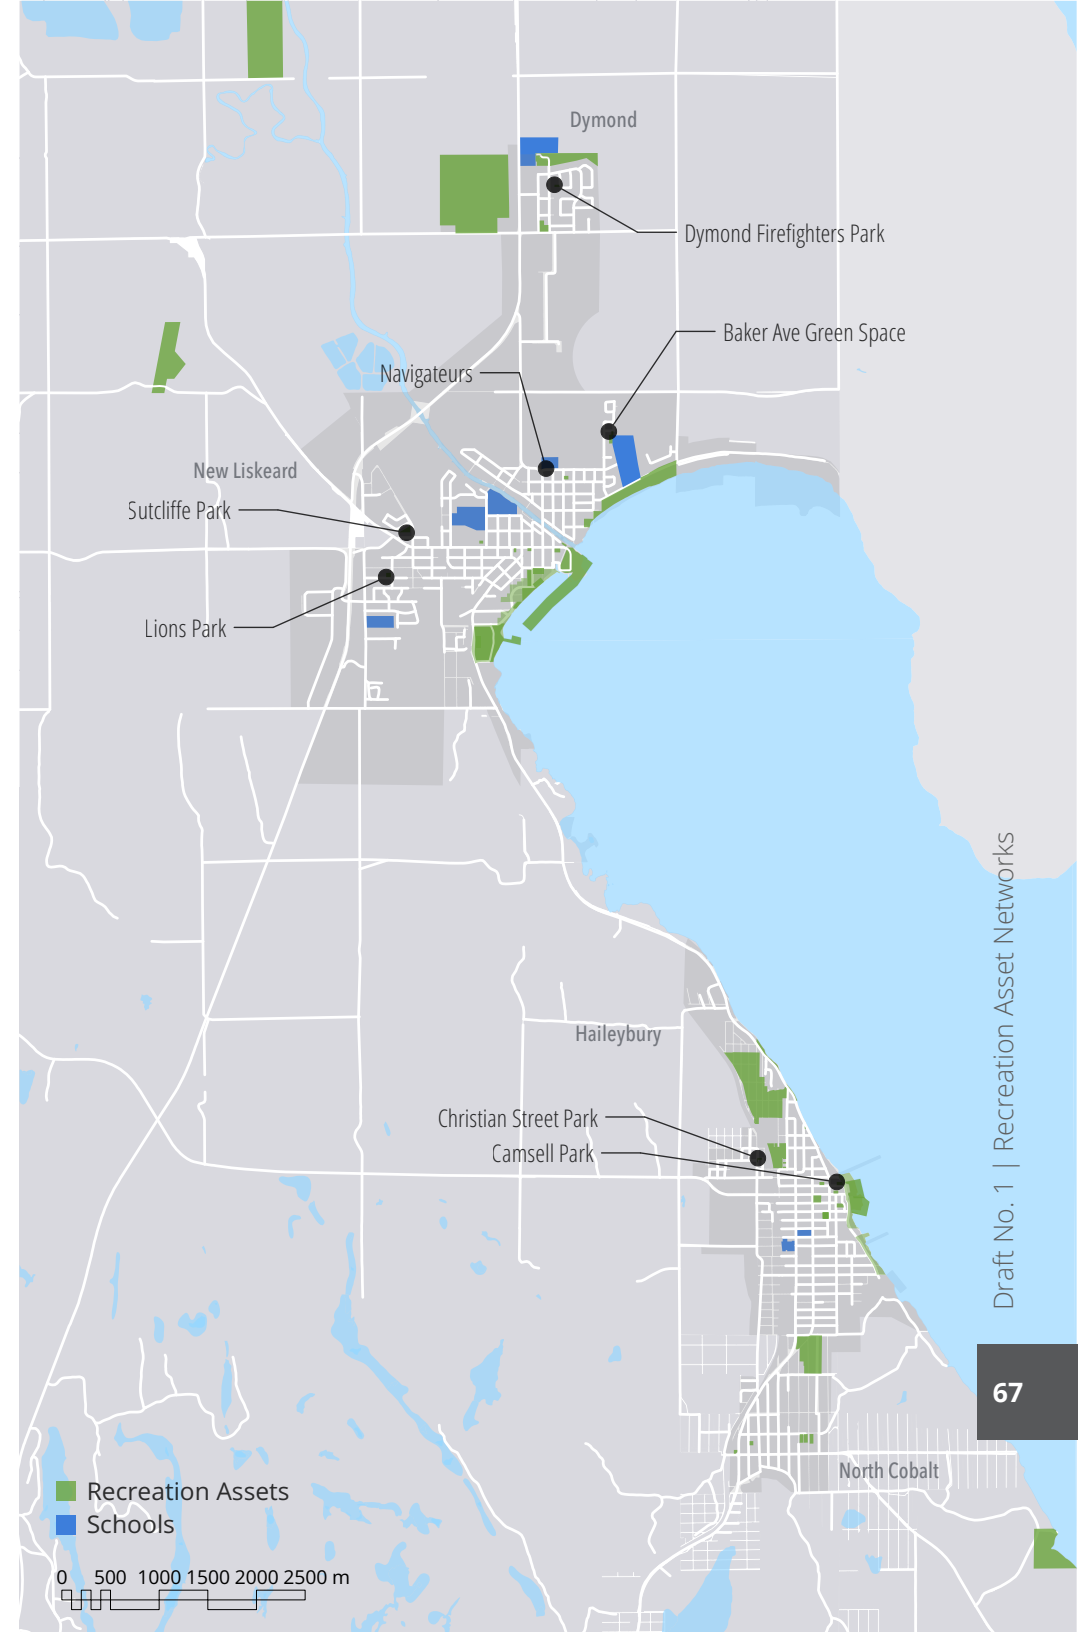 Dymond
Dymond Firefighters Park
Baker Ave Green Space
Navigateurs
New Liskeard
Sutcliffe Park
Lions Park
Haileybury
Christian Street Park
Camsell Park
Draft No. 1 | Recreation Asset Networks
67
North Cobalt
Recreation Assets
Schools
0 500 1000 1500 2000 2500 m